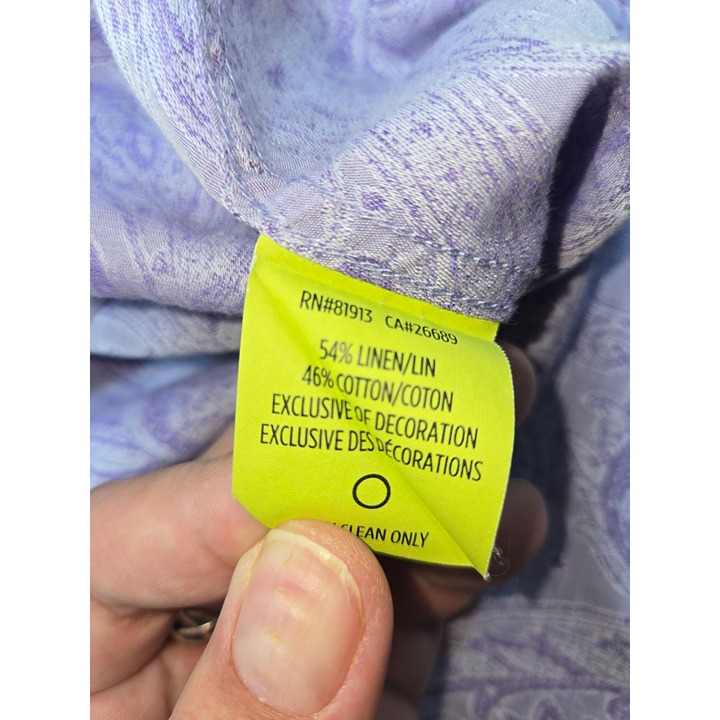 RN#81913 CA#26689
54% LINEN/LIN
46% COTTON/COTON
EXCLUSIVE OF DECORATION
EXCLUSIVE DES DÉCORATIONS
CLEAN ONLY